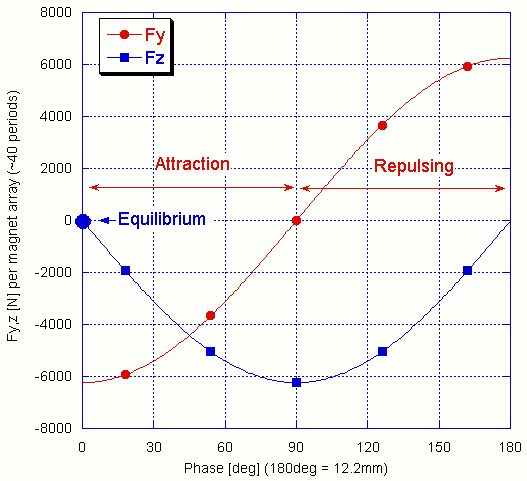 8000
Fy
Fz
6000
4000
2000
Attraction
Repulsing
0
Equilibrium
-2000
-4000
-6000
-8000
0 30 60 90 120 150 180
Phase [deg] (180deg = 12.2mm)
Fy,z [N] per magnet array (~40 periods)